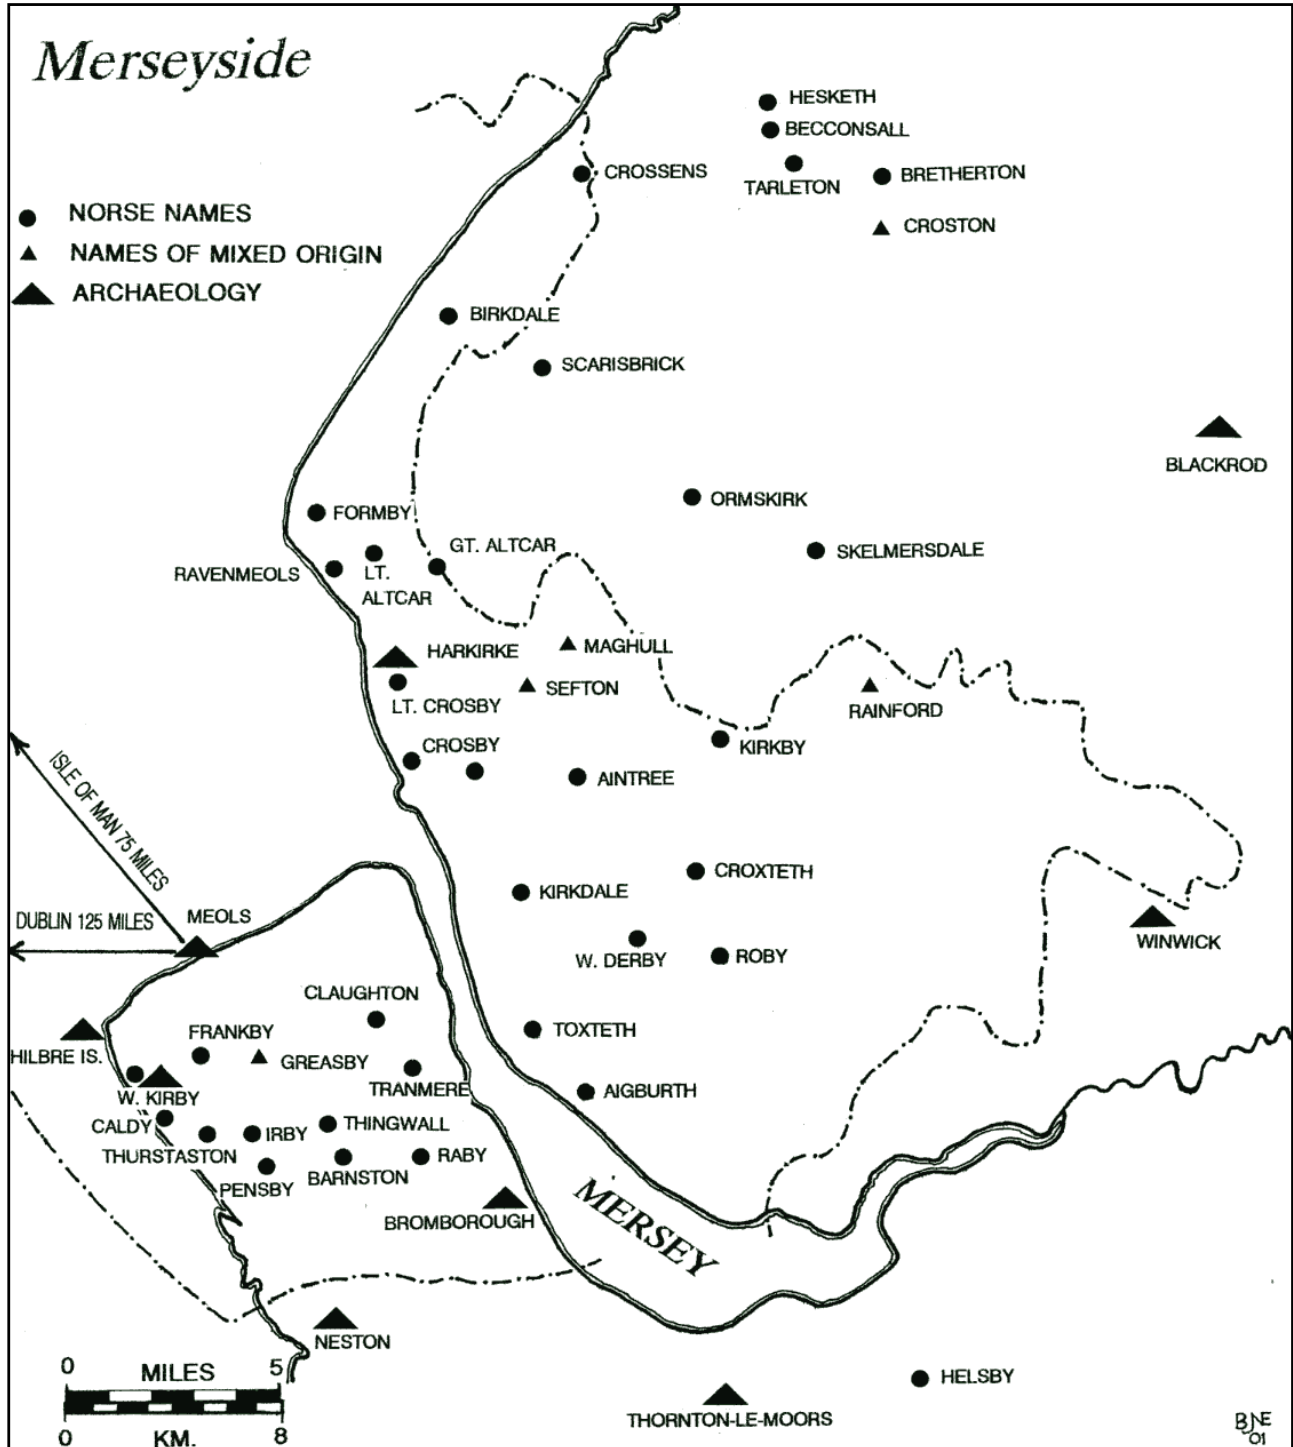 Merseyside
HESKETH
BECCONSALL
TARLETON
BRETHERTON
CROSTON
CROSSENS
NORSE NAMES
NAMES OF MIXED ORIGIN
ARCHAEOLOGY
BIRKDALE
SCARISBRICK
BLACKROD
ORMSKIRK
FORMBY
GT. ALTCAR
SKELMERSDALE
RAVENMEOLS
LT.
ALTCAR
HARKIRKE
MAGHULL
SEFTON
LT. CROSBY
RAINFORD
CROSBY
KIRKBY
AINTREE
ISLE OF MAN 75 MILES
CROXTETH
KIRKDALE
DUBLIN 125 MILES
MEOLS
WINWICK
W. DERBY
ROBY
CLAUGHTON
TOXTETH
FRANKBY
HILBRE IS.
GREASBY
TRANMERE
AIGBURTH
W. KIRBY
CALDY
THINGWALL
IRBY
THURSTASTON
RABY
BARNSTON
PENSBY
BROMBOROUGH
MERSEY
NESTON
0 MILES 5
HELSBY
THORNTON-LE-MOORS
0 KM. 8
BJNE
01